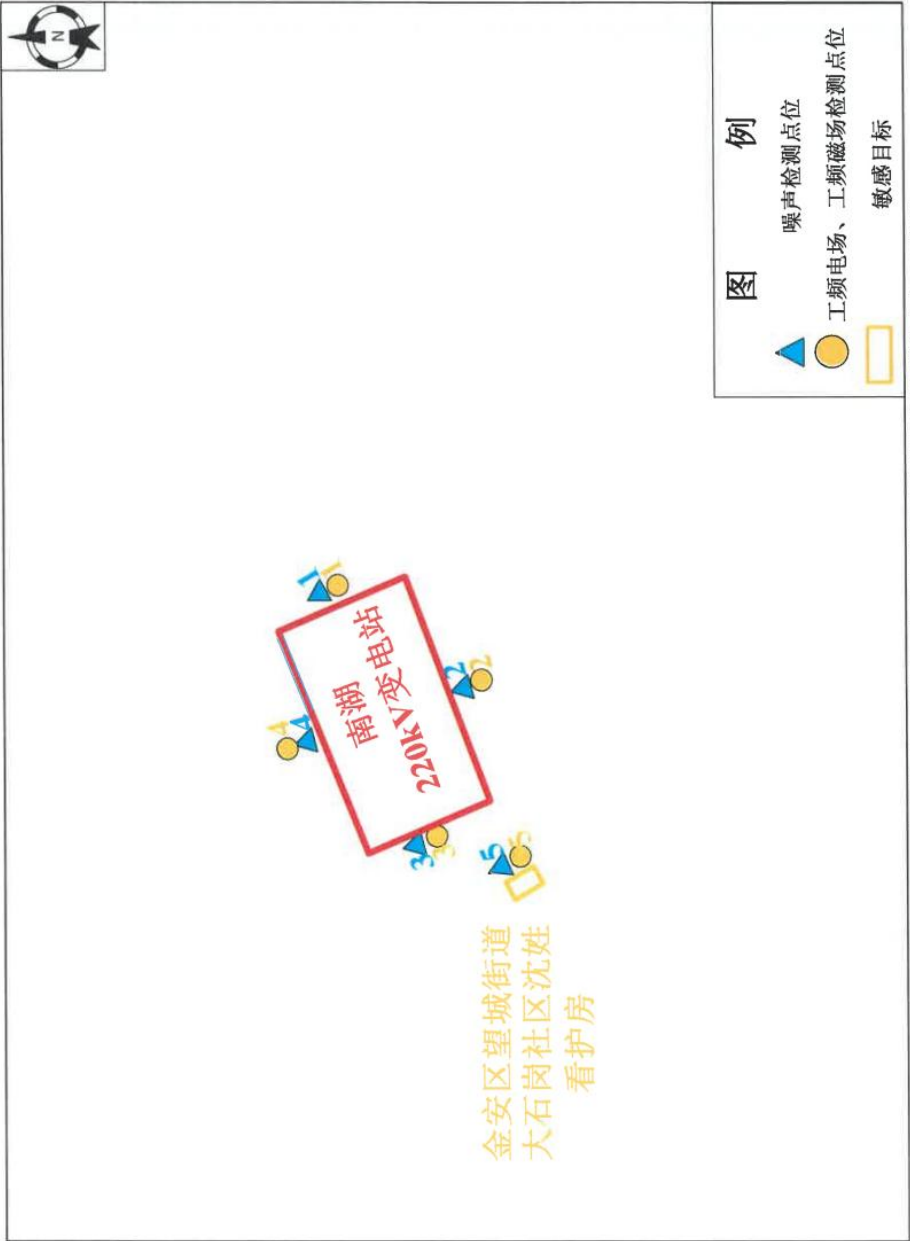 N
图 例
噪声检测点位
工频电场、工频磁场检测点位
敏感目标
4
4
1
1
南湖
220kV变电站
3
3
2
2
5
5
金安区望城街道
大石岗社区沈姓
看护房